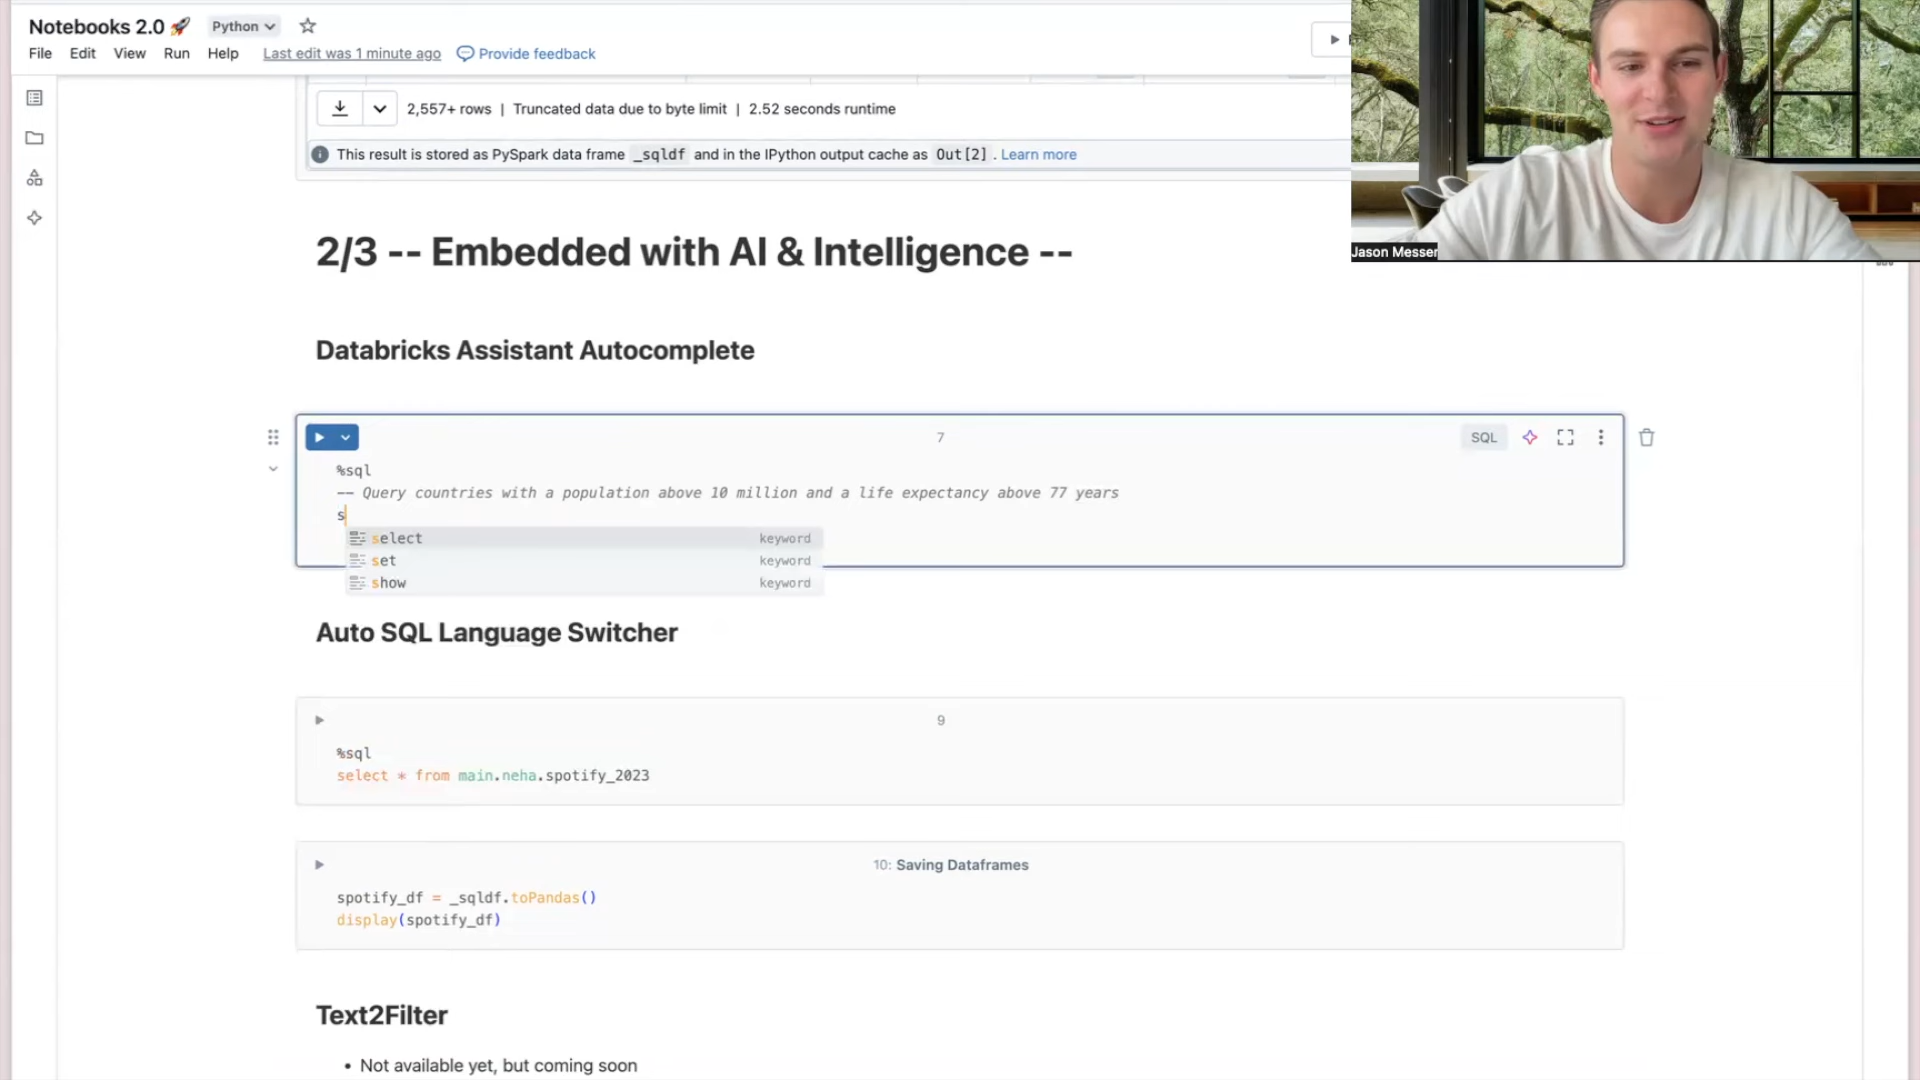 Notebooks 2.0 🚀 Python
File Edit View Run Help Last edit was 1 minute ago Provide feedback
2,557+ rows | Truncated data due to byte limit | 2.52 seconds runtime
This result is stored as PySpark data frame _sqldf and in the IPython output cache as Out[2] . Learn more
Jason Messer
2/3 -- Embedded with AI & Intelligence --
Databricks Assistant Autocomplete
7
SQL
%sql
-- Query countries with a population above 10 million and a life expectancy above 77 years
s
select keyword
set keyword
show keyword
Auto SQL Language Switcher
9
%sql
select * from main.neha.spotify_2023
10: Saving Dataframes
spotify_df = _sqldf.toPandas()
display(spotify_df)
Text2Filter
• Not available yet, but coming soon